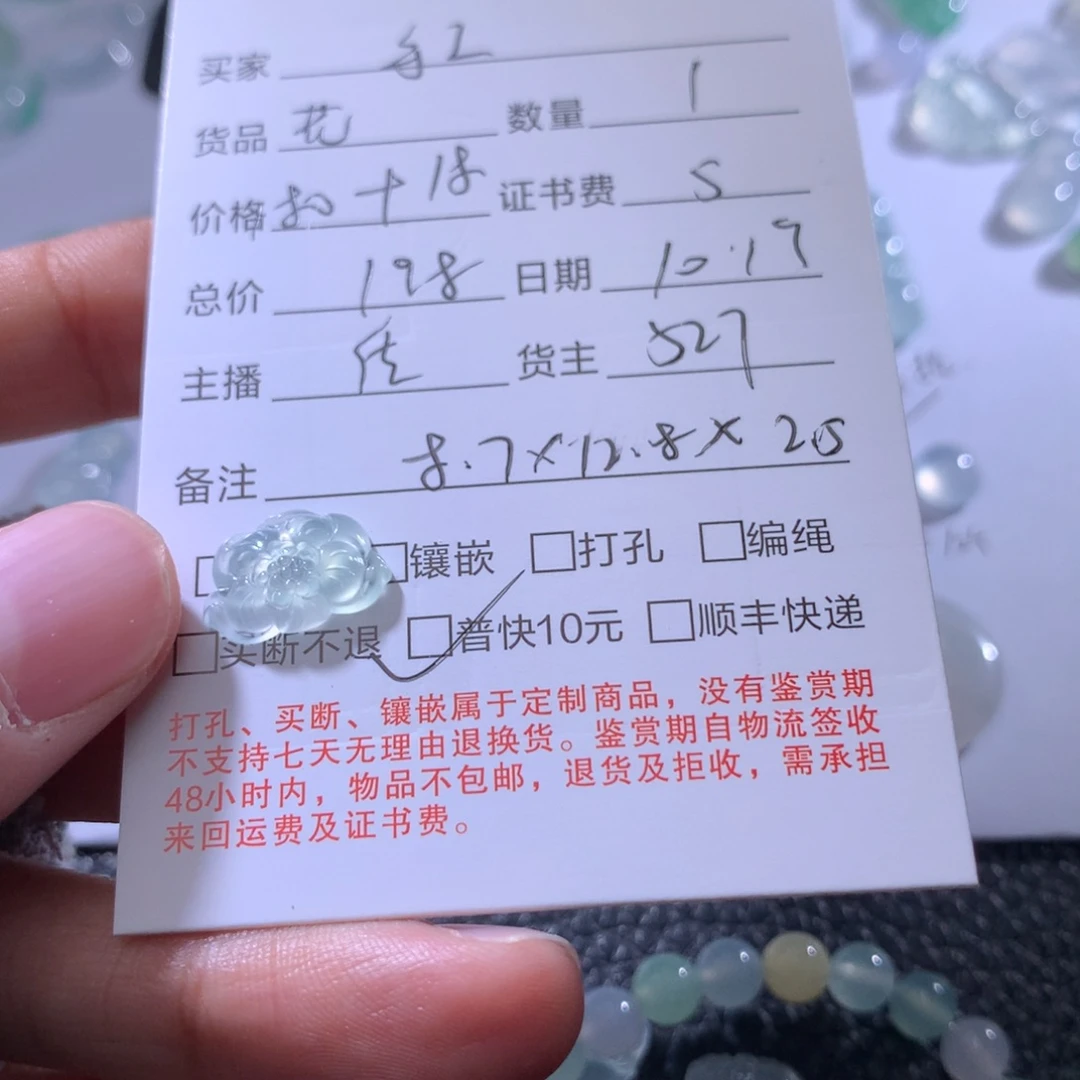 买家
货品 花 数量 1
价格 +18 证书费 5
总价 198 日期 10.19
主播 货主 527
备注 8.7×12.8×20
镶嵌 打孔 编绳
买断不退 普快10元 顺丰快递
打孔、买断、镶嵌属于定制商品，没有鉴赏期
不支持七天无理由退换货。鉴赏期自物流签收
48小时内，物品不包邮，退货及拒收，需承担
来回运费及证书费。